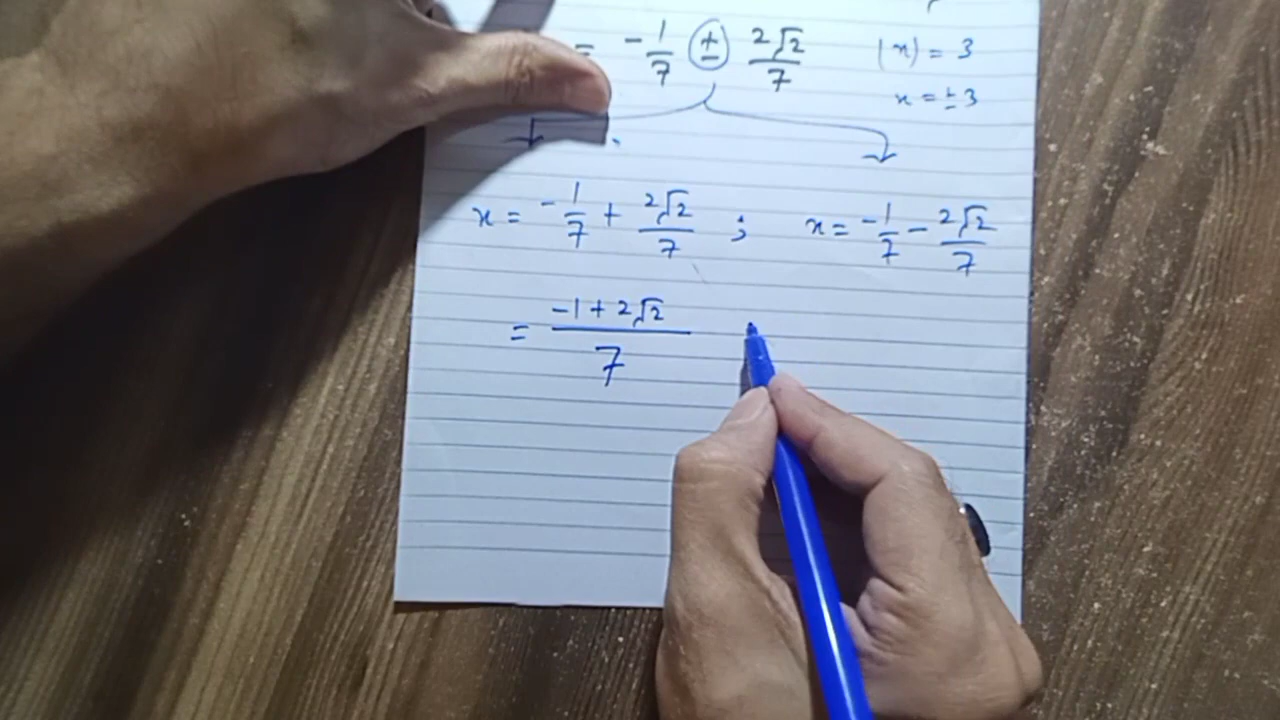 = -1/7 ± 2√2/7
|x| = 3
x = ±3
x = -1/7 + 2√2/7 ; x = -1/7 - 2√2/7
= (-1 + 2√2)/7